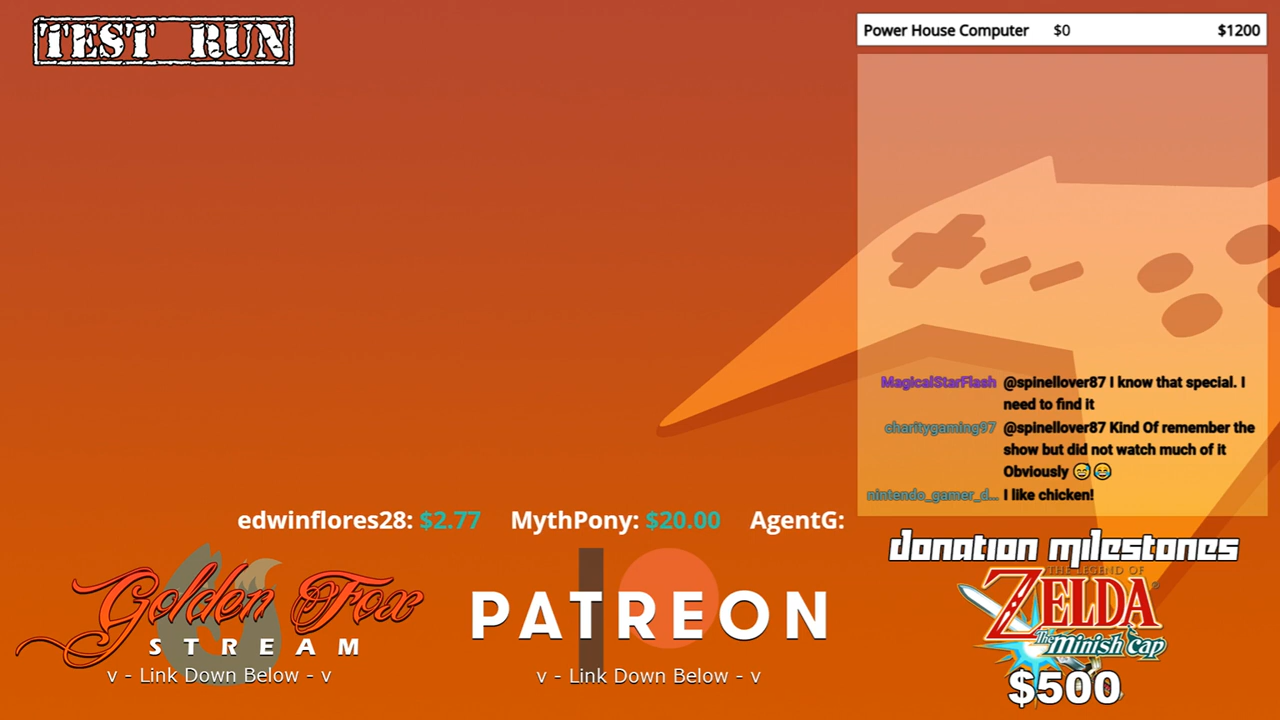 TEST RUN
Power House Computer $0 $1200
MagicalStarFlash @spinellover87 I know that special. I
need to find it
charitygaming97 @spinellover87 Kind Of remember the
show but did not watch much of it
Obviously 😅😂
nintendo_gamer_d... I like chicken!
edwinflores28: $2.77 MythPony: $20.00 AgentG:
Golden Fox
STREAM
v - Link Down Below - v
PATREON
v - Link Down Below - v
donation milestones
THE LEGEND OF
ZELDA
The Minish Cap
$500